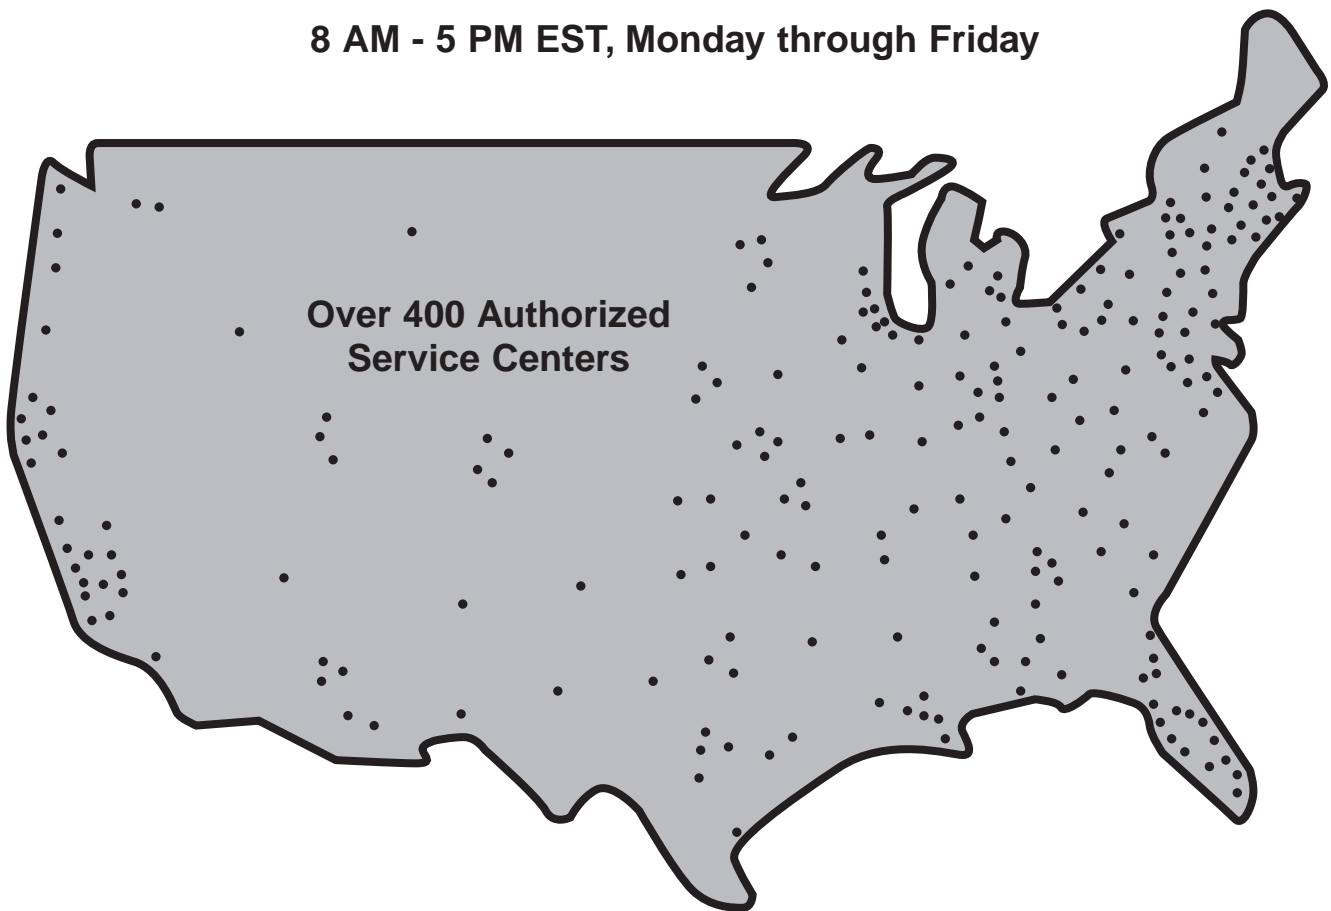 8 AM - 5 PM EST, Monday through Friday
Over 400 Authorized
Service Centers